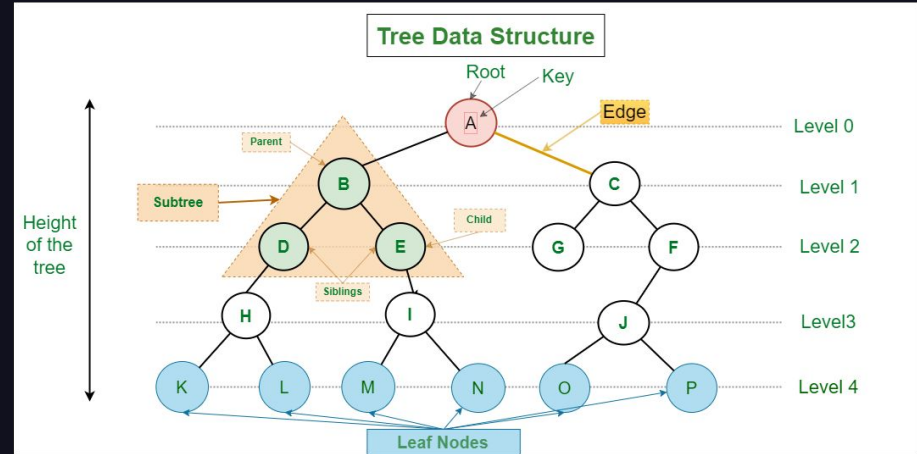 Tree Data Structure
Root
Key
A
Edge
Level 0
Parent
B
C
Level 1
Subtree
Height
of the
tree
D
E
Child
G
F
Level 2
Siblings
H
I
J
Level3
K
L
M
N
O
P
Level 4
Leaf Nodes